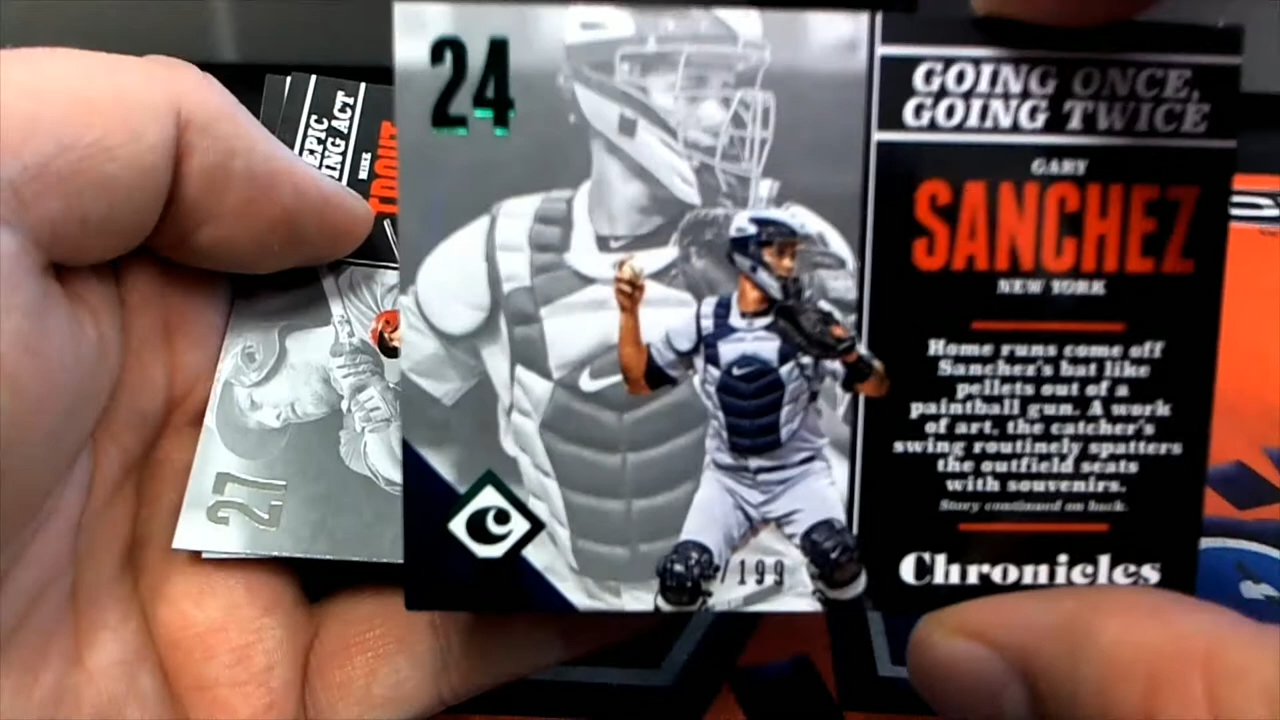 24
GOING ONCE,
GOING TWICE
GARY
SANCHEZ
NEW YORK
Home runs come off
Sanchez's bat like
pellets out of a
paintball gun. A work
of art, the catcher's
swing routinely spatters
the outfield seats
with souvenirs.
Story continued on back.
Chronicles
/199
C
EPIC
ACT
MIKE
TROUT
27